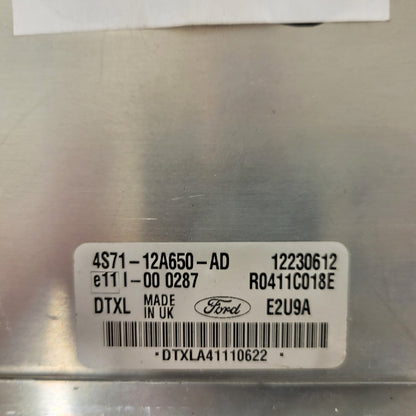 4S71-12A650-AD 12230612
e11 I-00 0287 R0411C018E
DTXL MADE IN UK Ford E2U9A
*DTXLA41110622*